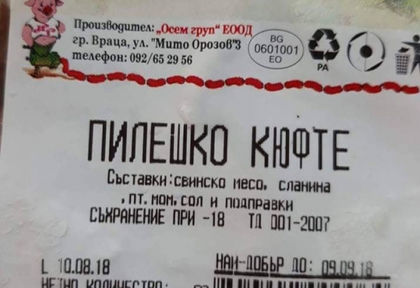 Производител: „Осем груп" ЕООД
гр. Враца, ул. "Мито Орозов"3
телефон: 092/65 29 56
BG
0601001
EO
PA
ПИЛЕШКО КЮФТЕ
Съставки:свинско месо, сланина
, пт. мом, сол и подправки
СЪХРАНЕНИЕ ПРИ -18 ТД 001-2007
L 10.08.18
НАЙ-ДОБЪР ДО: 09.09.18
НЕТНО КОЛИЧЕСТВО: